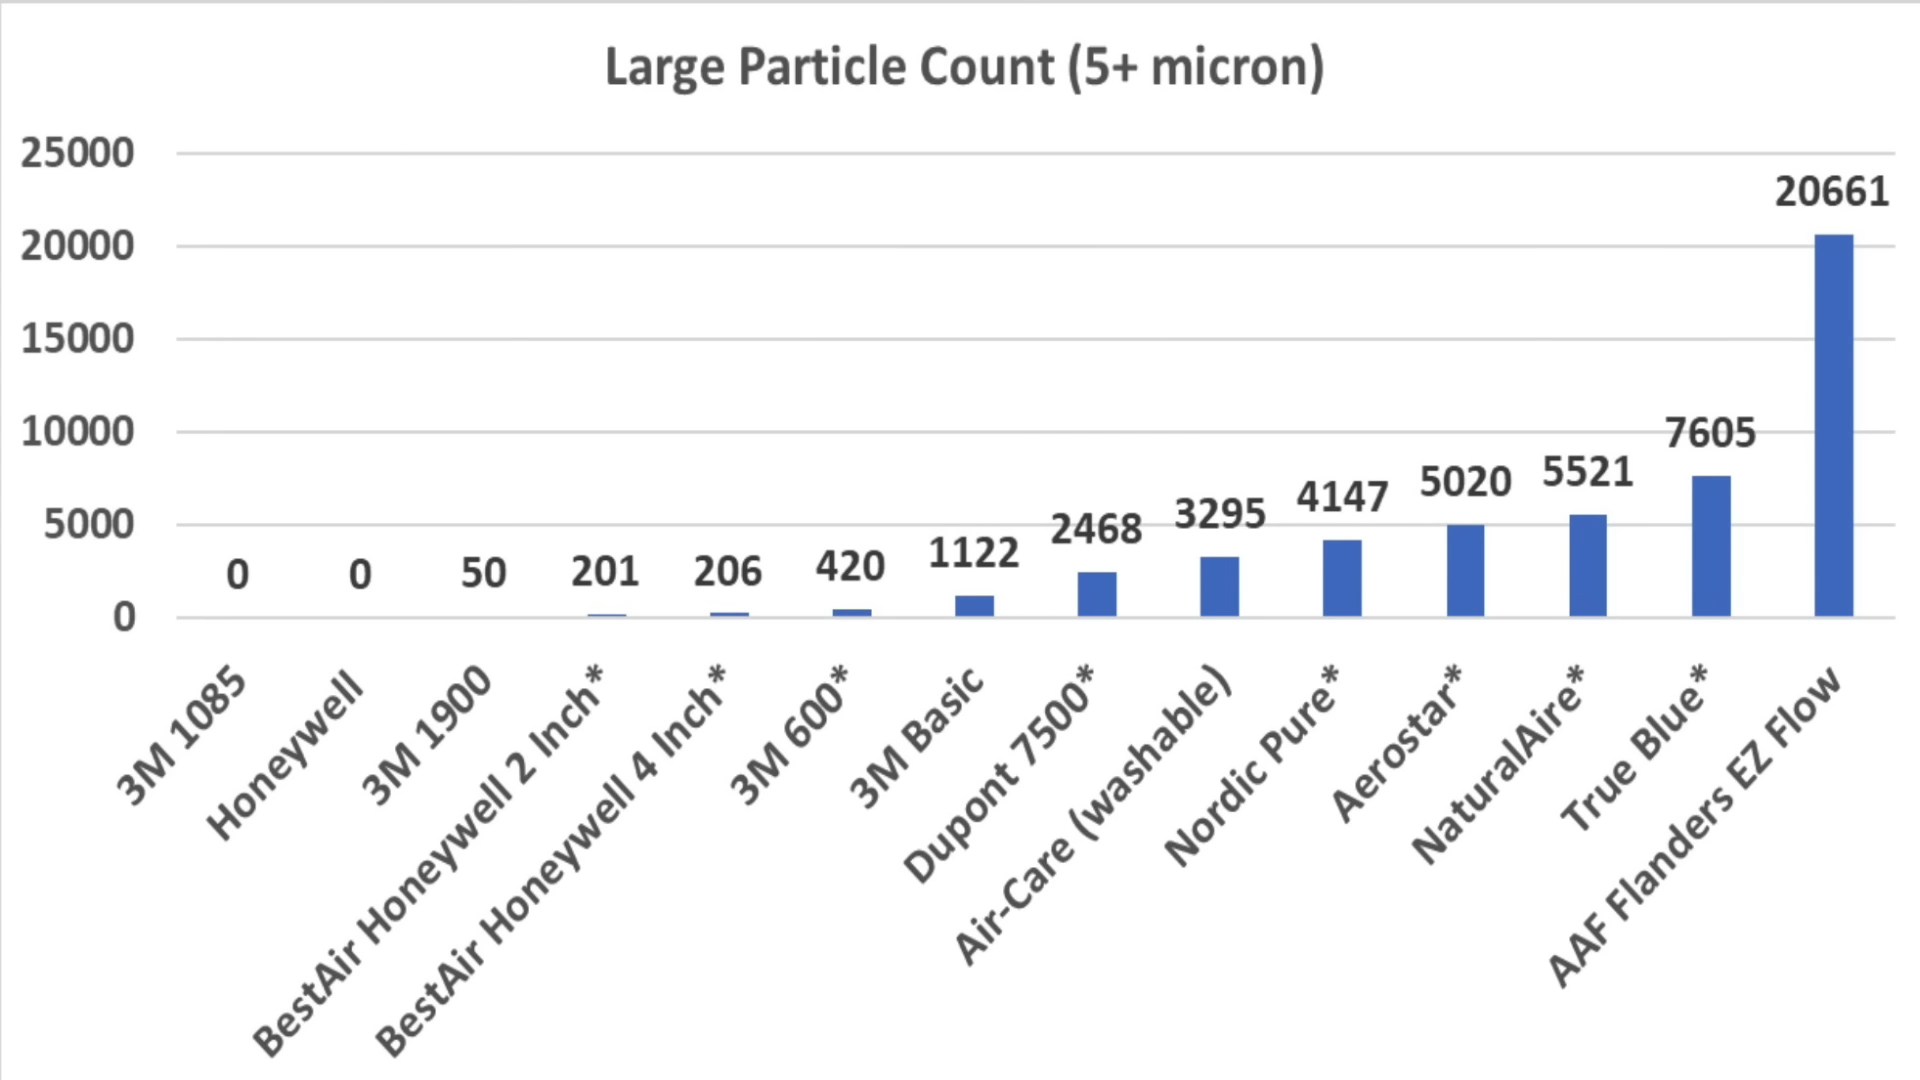 Large Particle Count (5+ micron)
25000
20000
15000
10000
5000
0
0
0
50
201
206
420
1122
2468
3295
4147
5020
5521
7605
20661
3M 1085
Honeywell
3M 1900
BestAir Honeywell 2 Inch*
BestAir Honeywell 4 Inch*
3M 600*
3M Basic
Dupont 7500*
Air-Care (washable)
Nordic Pure*
Aerostar*
NaturalAire*
True Blue*
AAF Flanders EZ Flow